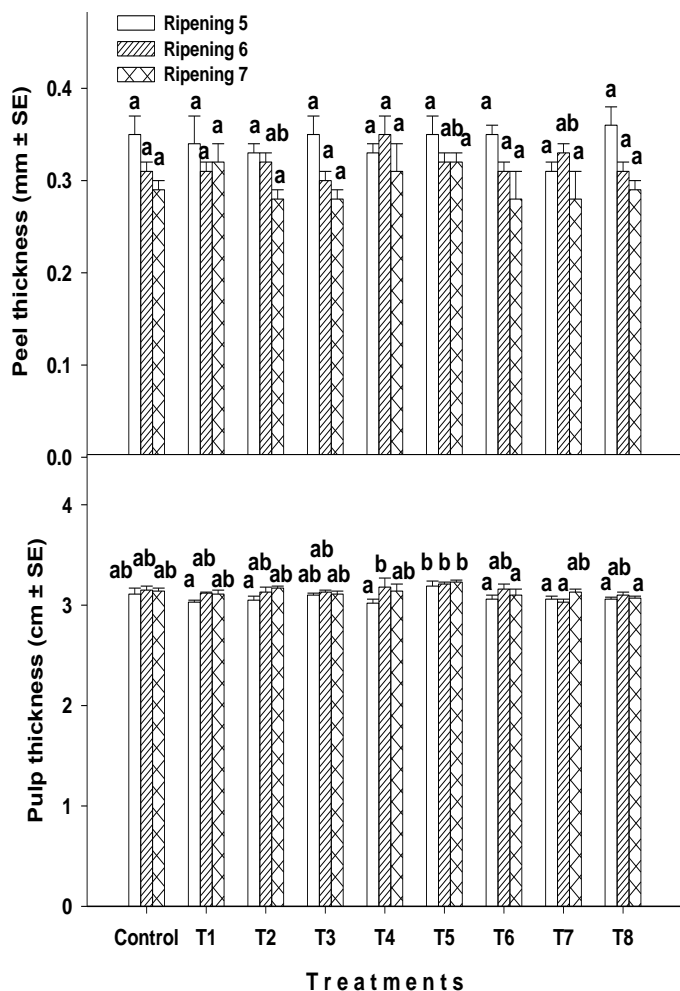 Ripening 5
Ripening 6
Ripening 7
Peel thickness (mm ± SE)
0.4
0.3
0.2
0.1
0.0
a a a
a a a
a ab a
a a a
a a a
a ab a
a a a
a ab a
a a a
Pulp thickness (cm ± SE)
4
3
2
1
0
ab ab ab
a ab ab
a ab ab
ab ab ab
a b ab
b b b
a ab a
a a ab
a ab a
Control T1 T2 T3 T4 T5 T6 T7 T8
Treatments